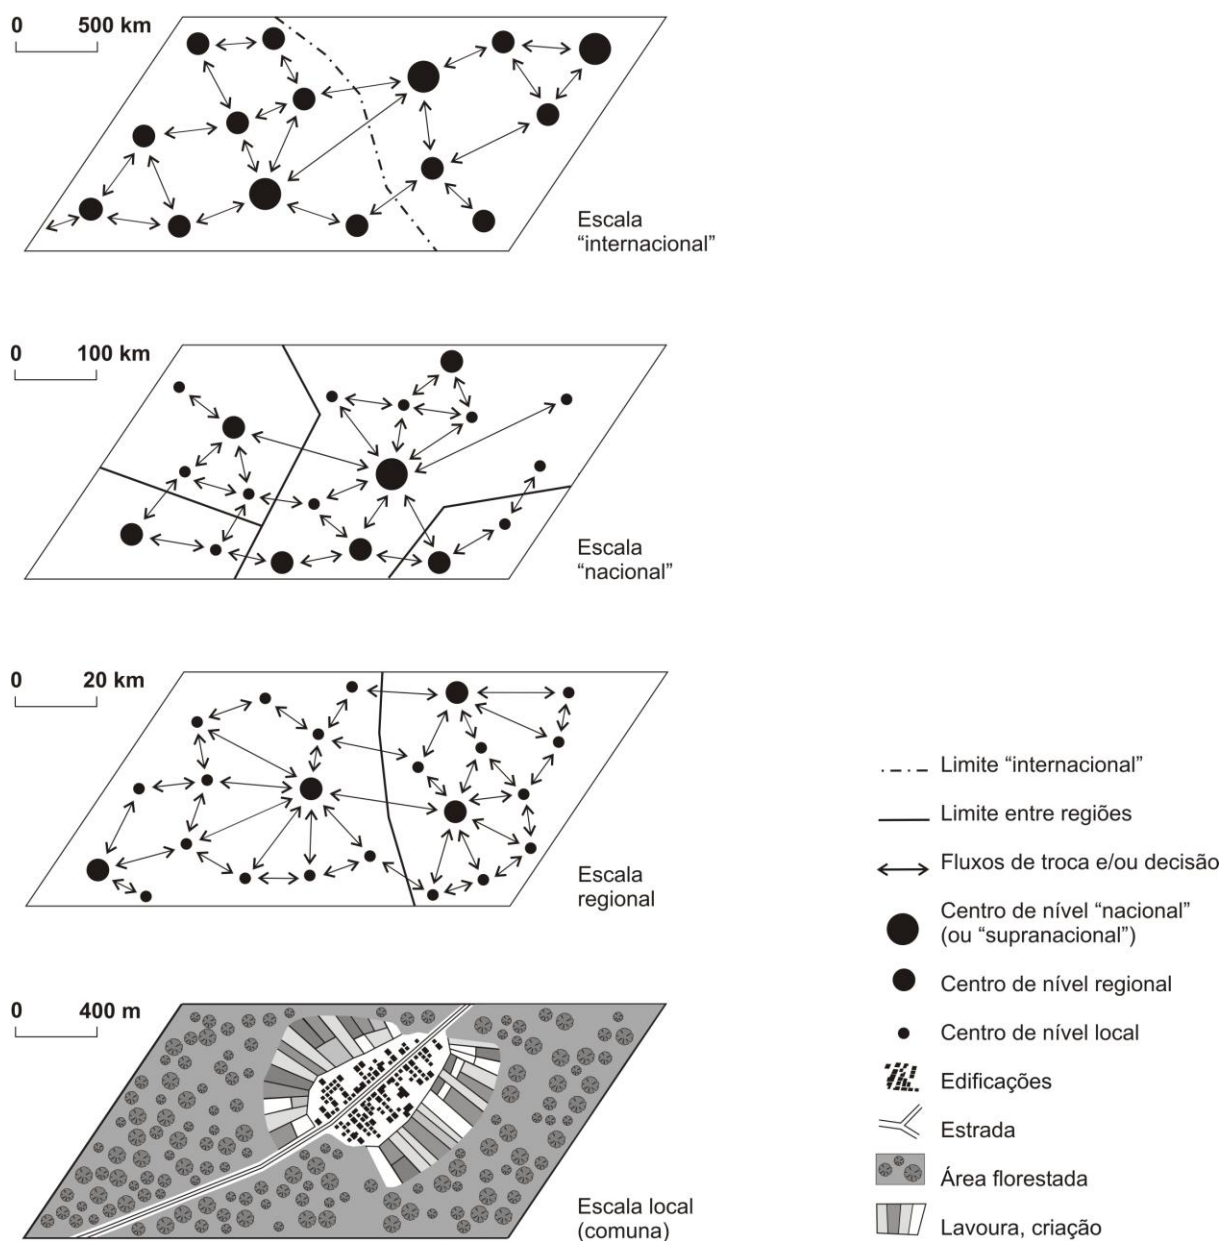 0 500 km
Escala
“internacional”
0 100 km
Escala
“nacional”
0 20 km
Escala
regional
0 400 m
Escala local
(comuna)
Limite “internacional”
Limite entre regiões
Fluxos de troca e/ou decisão
Centro de nível “nacional”
(ou “supranacional”)
Centro de nível regional
Centro de nível local
Edificações
Estrada
Área florestada
Lavoura, criação